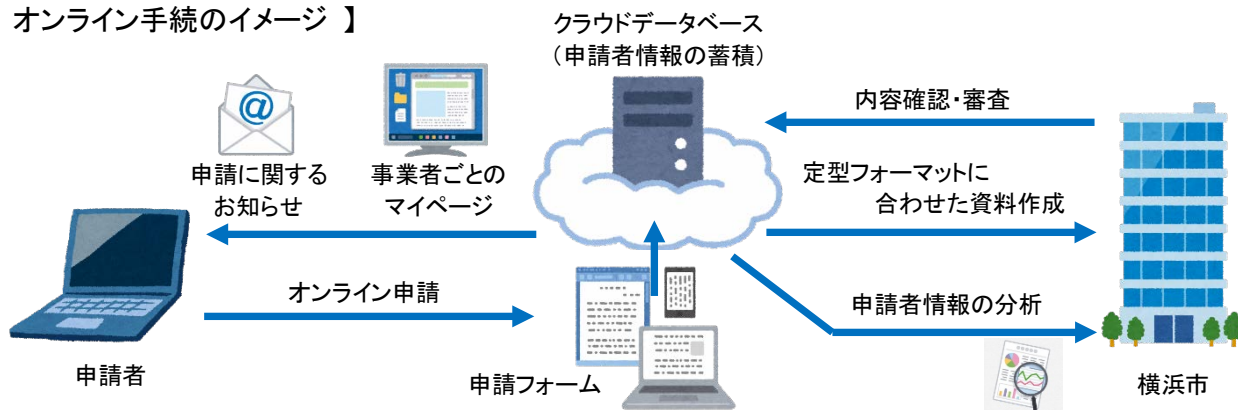 オンライン手続のイメージ 】
クラウドデータベース
（申請者情報の蓄積）
@
申請に関する
お知らせ
事業者ごとの
マイページ
内容確認・審査
定型フォーマットに
合わせた資料作成
オンライン申請
申請者情報の分析
申請者
申請フォーム
横浜市